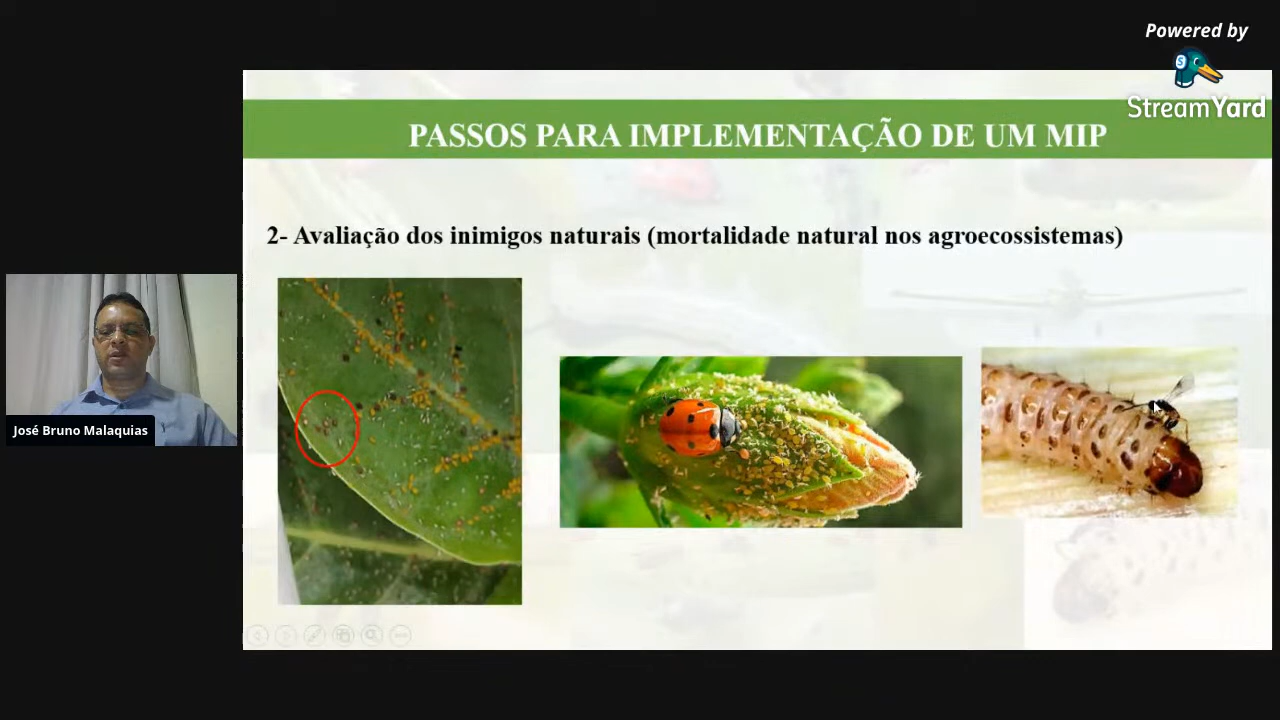 Powered by
StreamYard
PASSOS PARA IMPLEMENTAÇÃO DE UM MIP
2- Avaliação dos inimigos naturais (mortalidade natural nos agroecossistemas)
José Bruno Malaquias